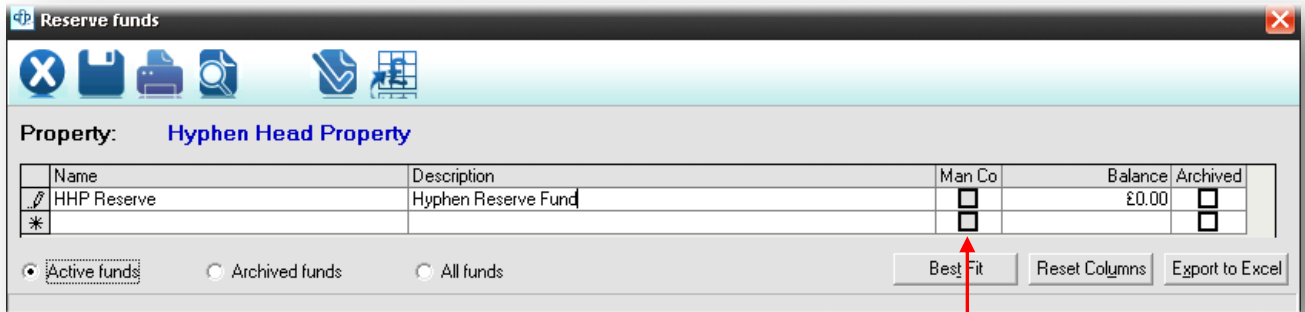 Reserve funds
Property: Hyphen Head Property
Name Description Man Co Balance Archived
HHP Reserve Hyphen Reserve Fund £0.00
Active funds Archived funds All funds Best Fit Reset Columns Export to Excel